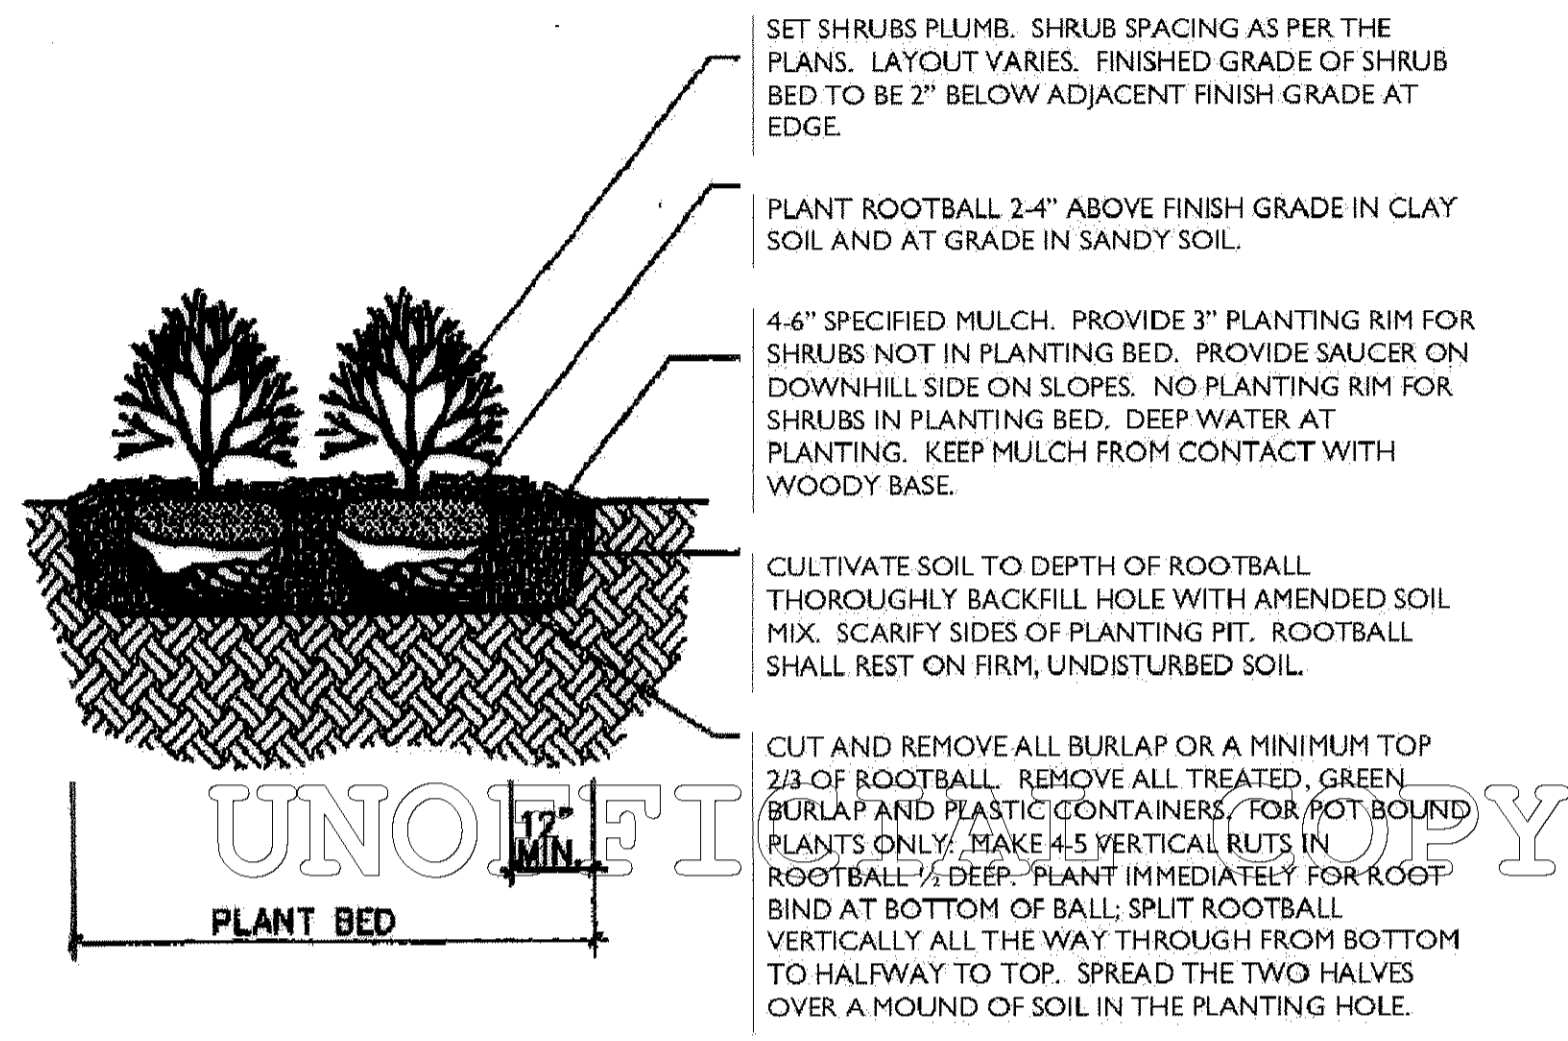 SET SHRUBS PLUMB. SHRUB SPACING AS PER THE
PLANS. LAYOUT VARIES. FINISHED GRADE OF SHRUB
BED TO BE 2" BELOW ADJACENT FINISH GRADE AT
EDGE.
PLANT ROOTBALL 2-4" ABOVE FINISH GRADE IN CLAY
SOIL AND AT GRADE IN SANDY SOIL.
4-6" SPECIFIED MULCH. PROVIDE 3" PLANTING RIM FOR
SHRUBS NOT IN PLANTING BED. PROVIDE SAUCER ON
DOWNHILL SIDE ON SLOPES. NO PLANTING RIM FOR
SHRUBS IN PLANTING BED. DEEP WATER AT
PLANTING. KEEP MULCH FROM CONTACT WITH
WOODY BASE.
CULTIVATE SOIL TO DEPTH OF ROOTBALL
THOROUGHLY BACKFILL HOLE WITH AMENDED SOIL
MIX. SCARIFY SIDES OF PLANTING PIT. ROOTBALL
SHALL REST ON FIRM, UNDISTURBED SOIL.
CUT AND REMOVE ALL BURLAP OR A MINIMUM TOP
2/3 OF ROOTBALL. REMOVE ALL TREATED, GREEN
BURLAP AND PLASTIC CONTAINERS. FOR POT BOUND
PLANTS ONLY: MAKE 4-5 VERTICAL RUTS IN
ROOTBALL ½ DEEP. PLANT IMMEDIATELY FOR ROOT
BIND AT BOTTOM OF BALL; SPLIT ROOTBALL
VERTICALLY ALL THE WAY THROUGH FROM BOTTOM
TO HALFWAY TO TOP. SPREAD THE TWO HALVES
OVER A MOUND OF SOIL IN THE PLANTING HOLE.
12"
MIN.
PLANT BED
UNOFFICIAL COPY